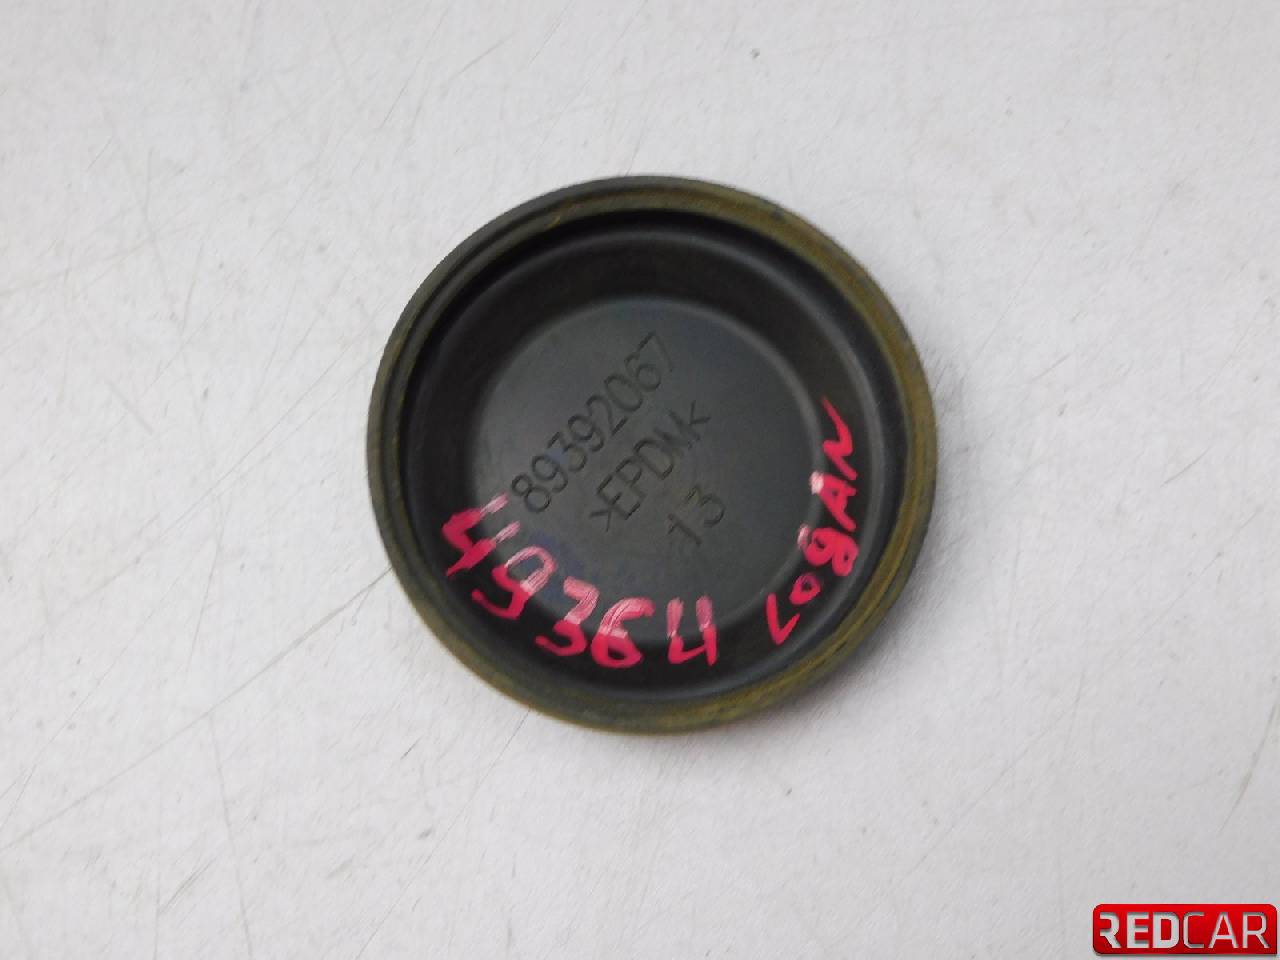 89392067
>EPDM<
13
49364 LOGAN
REDCAR